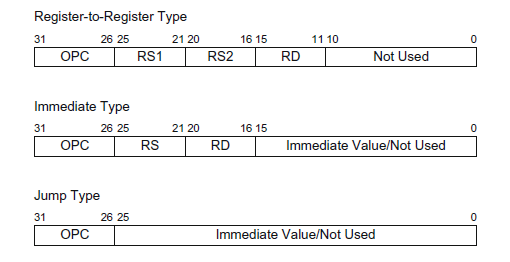 Register-to-Register Type
31 26 25 21 20 16 15 11 10 0
OPC RS1 RS2 RD Not Used
Immediate Type
31 26 25 21 20 16 15 0
OPC RS RD Immediate Value/Not Used
Jump Type
31 26 25 0
OPC Immediate Value/Not Used